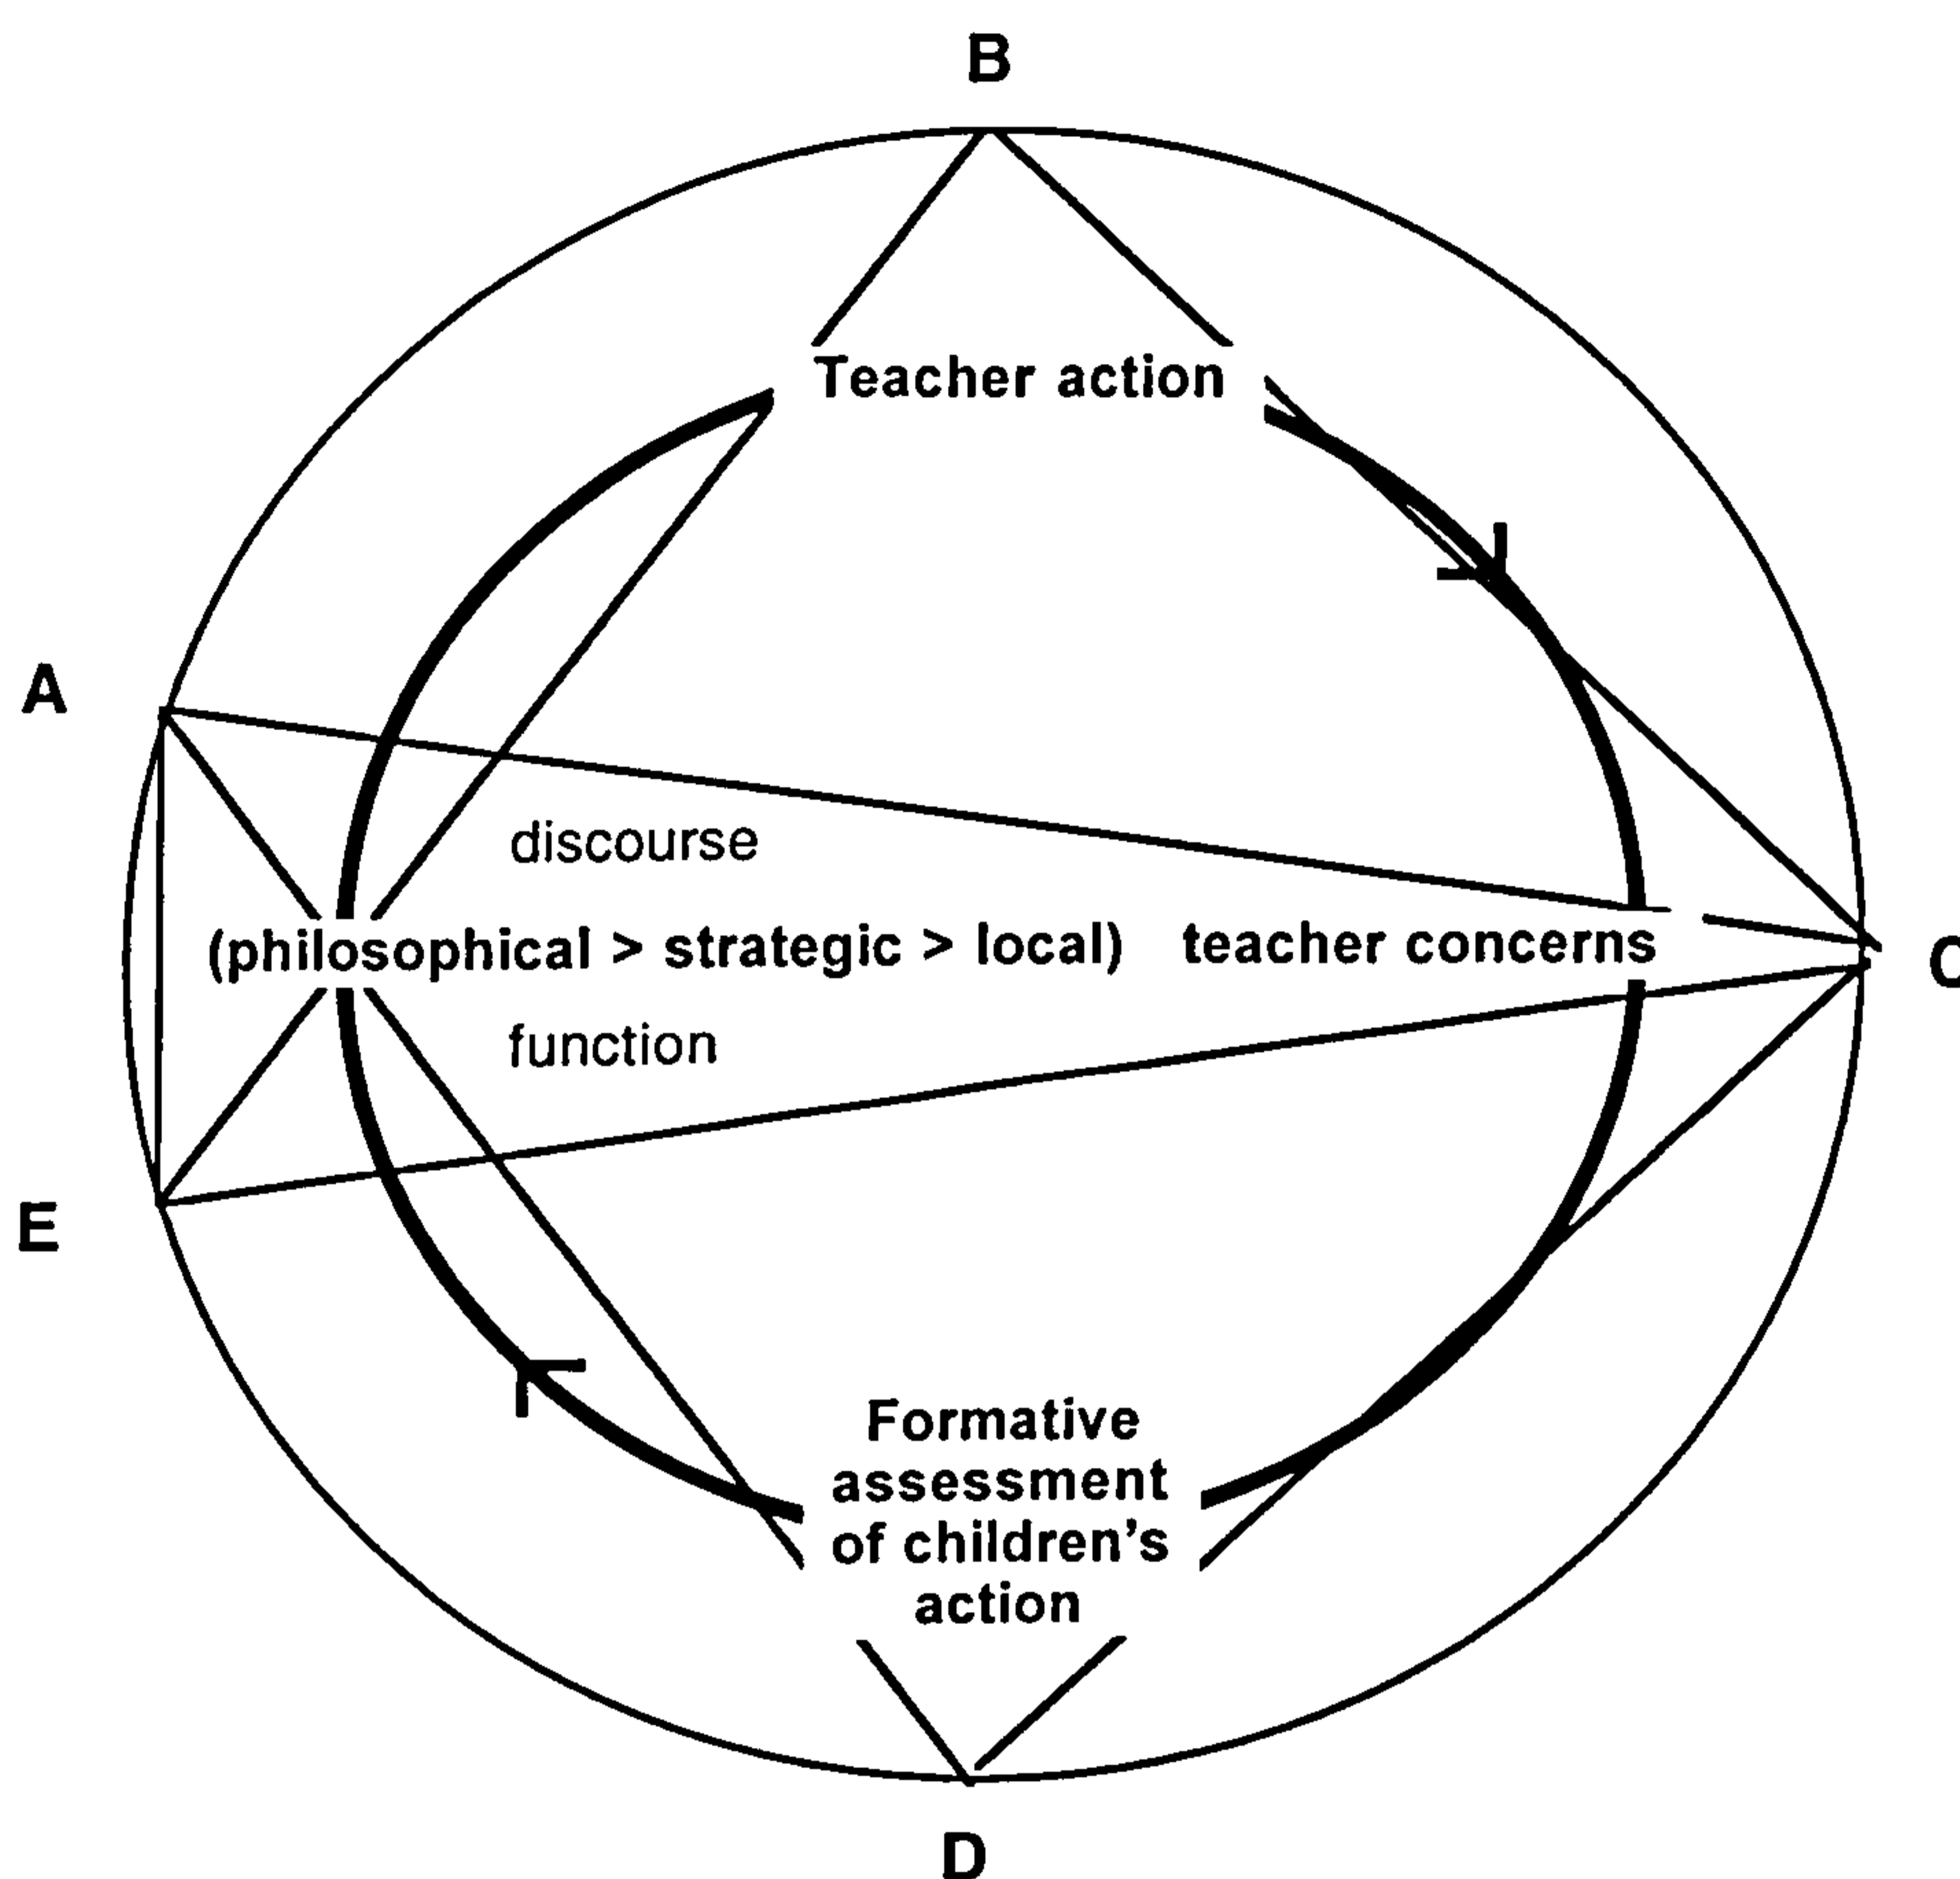 B
Teacher action
A
discourse
(philosophical > strategic > local) teacher concerns
C
function
E
Formative
assessment
of children's
action
D